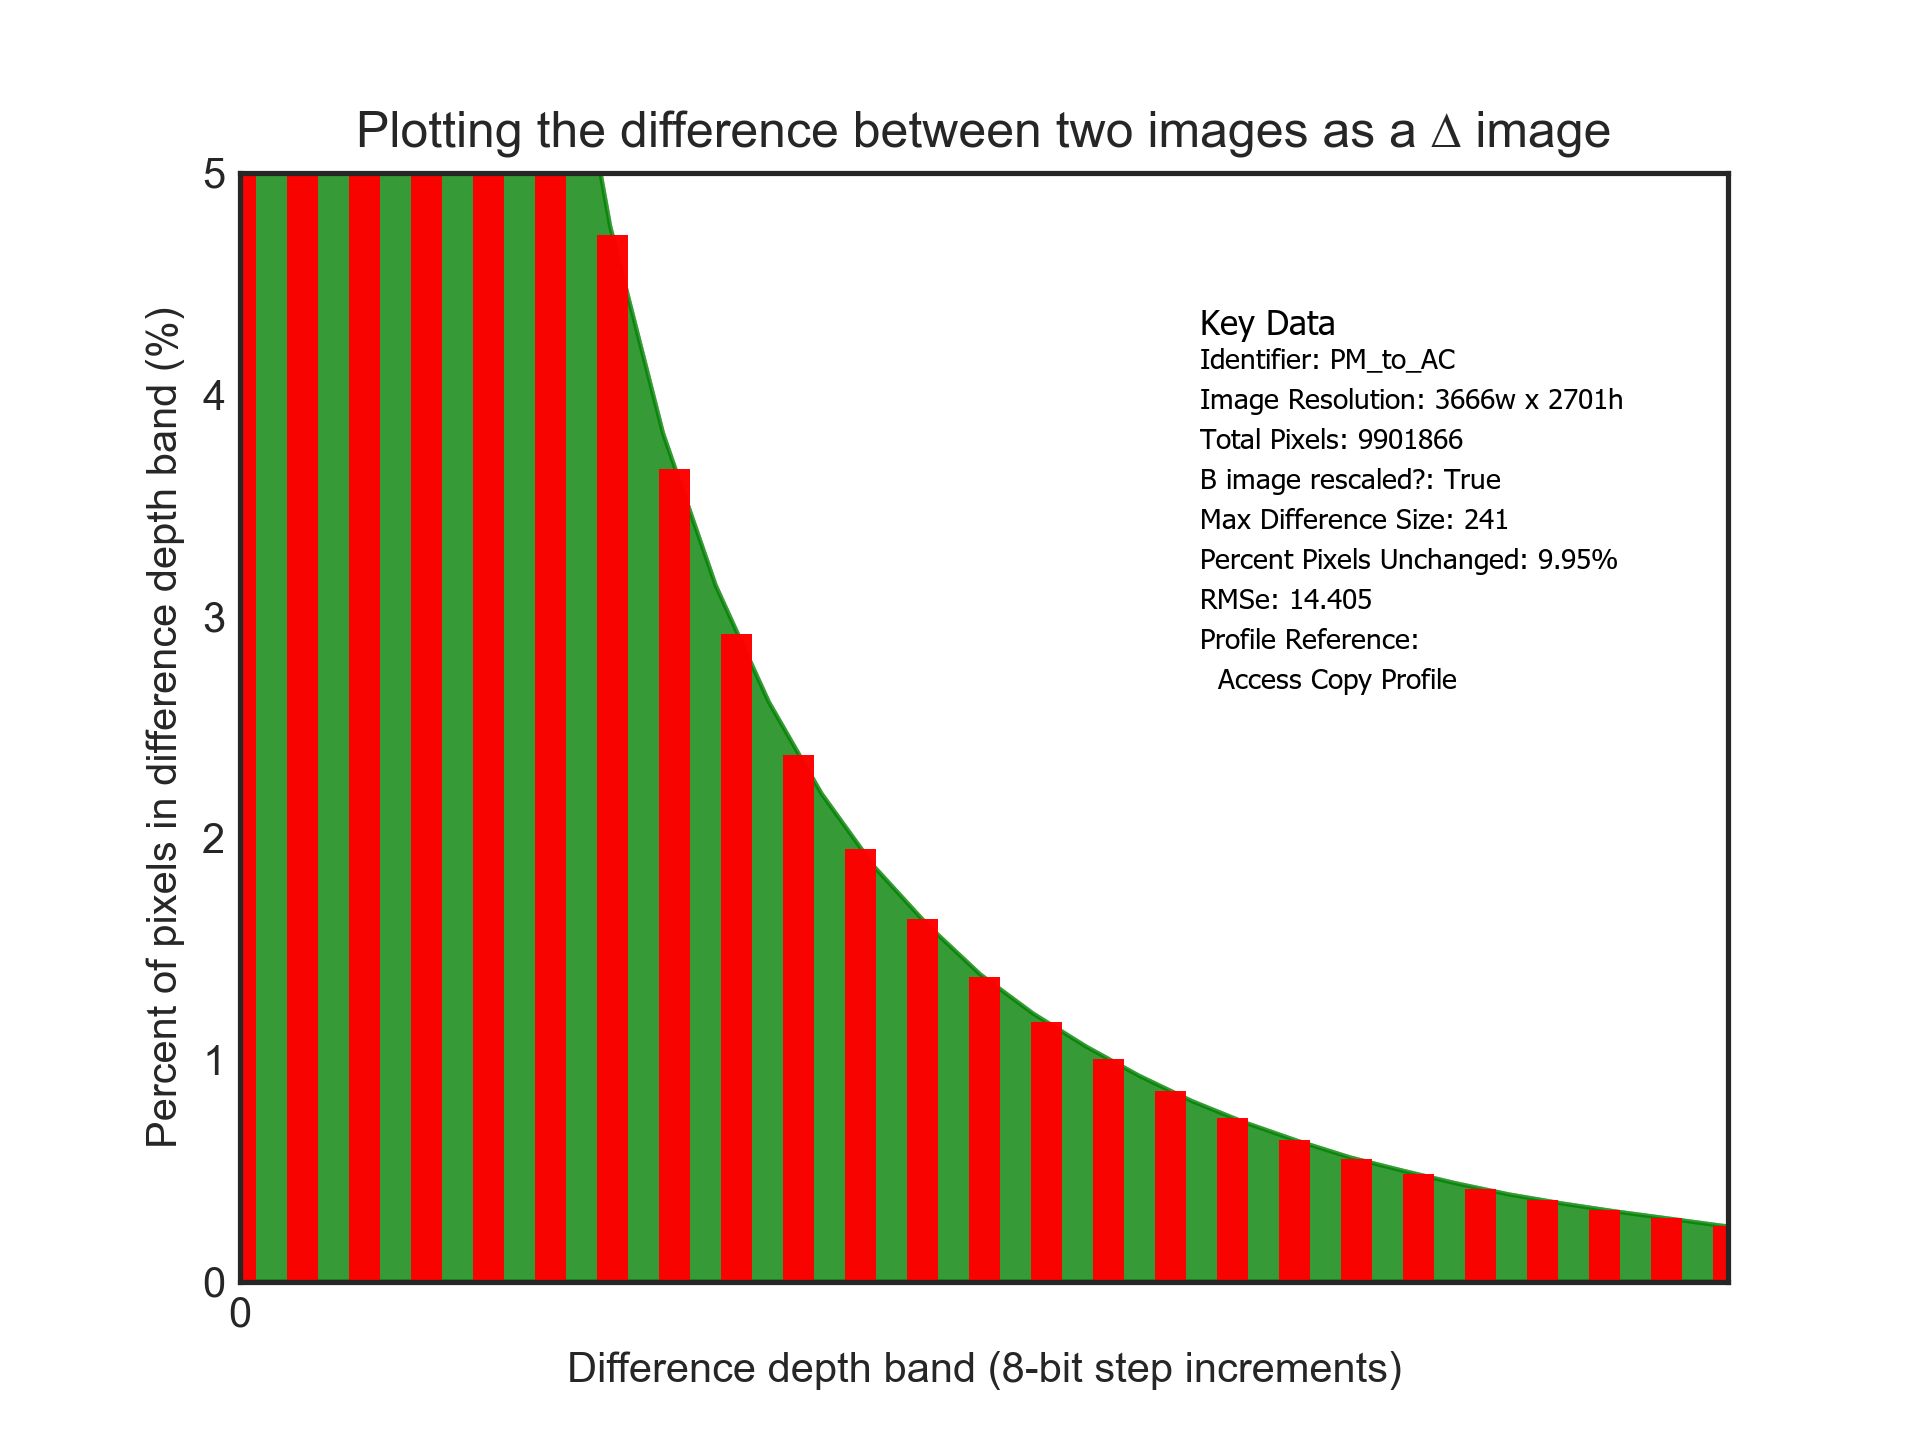 Plotting the difference between two images as a Δ image
5
4
3
2
1
0
0
Percent of pixels in difference depth band (%)
Difference depth band (8-bit step increments)
Key Data
Identifier: PM_to_AC
Image Resolution: 3666w x 2701h
Total Pixels: 9901866
B image rescaled?: True
Max Difference Size: 241
Percent Pixels Unchanged: 9.95%
RMSe: 14.405
Profile Reference:
Access Copy Profile